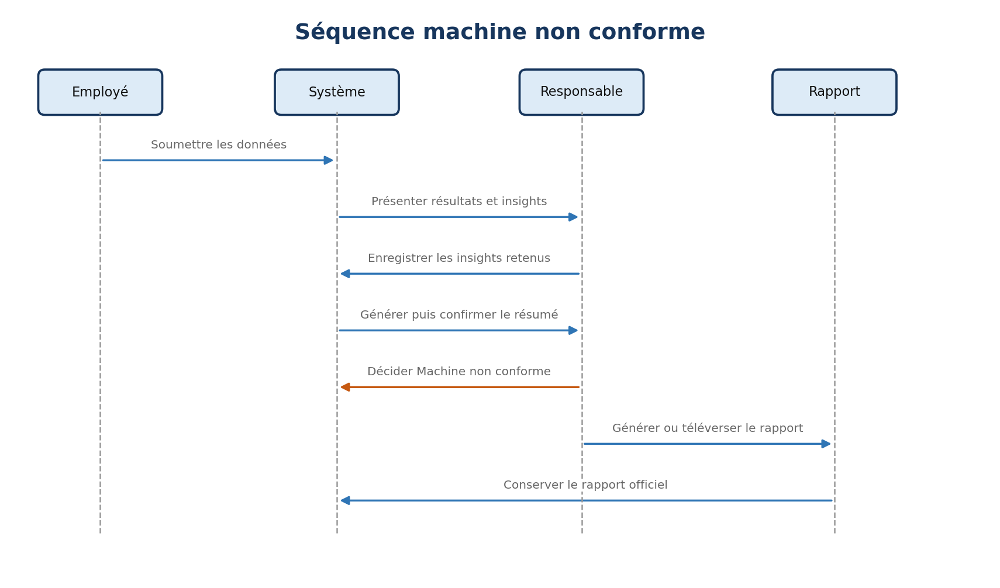 Séquence machine non conforme
Employé
Système
Responsable
Rapport
Soumettre les données
Présenter résultats et insights
Enregistrer les insights retenus
Générer puis confirmer le résumé
Décider Machine non conforme
Générer ou téléverser le rapport
Conserver le rapport officiel